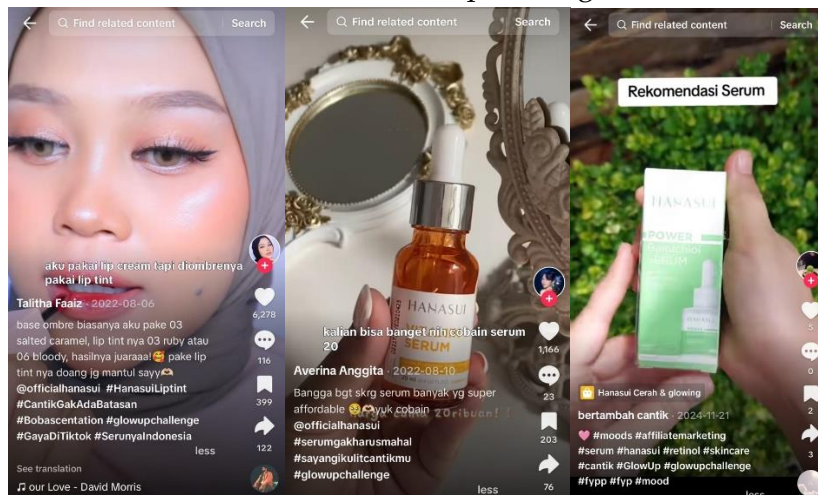 Find related content
Search
aku pakai lip cream tapi diombrenya
pakai lip tint
Talitha Faaiz · 2022-08-06
base ombre biasanya aku pake 03
salted caramel, lip tint nya 03 ruby atau
06 bloody, hasilnya juaraaa!🥰 pake lip
tint nya doang jg mantul sayy🫶
@officialhanasui #HanasuiLiptint
#CantikGakAdaBatasan
#Bobascentation #glowupchallenge
#GayaDiTiktok #SerunyaIndonesia
less
See translation
our Love - David Morris
6,278
116
399
122
Find related content
Search
HANASUI
SERUM
kalian bisa banget nih cobain serum
20
Averina Anggita · 2022-08-10
Bangga bgt skrg serum banyak yg super
affordable 🥹🫶yuk cobain
@officialhanasui
#serumgakharusmahal
#sayangikulitcantikmu
#glowupchallenge
less
1,166
23
203
76
Find related content
Search
Rekomendasi Serum
HANASUI
POWER
Bakuchiol
SERUM
Hanasui Cerah & glowing
bertambah cantik · 2024-11-21
🩷 #moods #affiliatemarketing
#serum #hanasui #retinol #skincare
#cantik #GlowUp #glowupchallenge
#fypp #fyp #mood
less
5
0
2
3